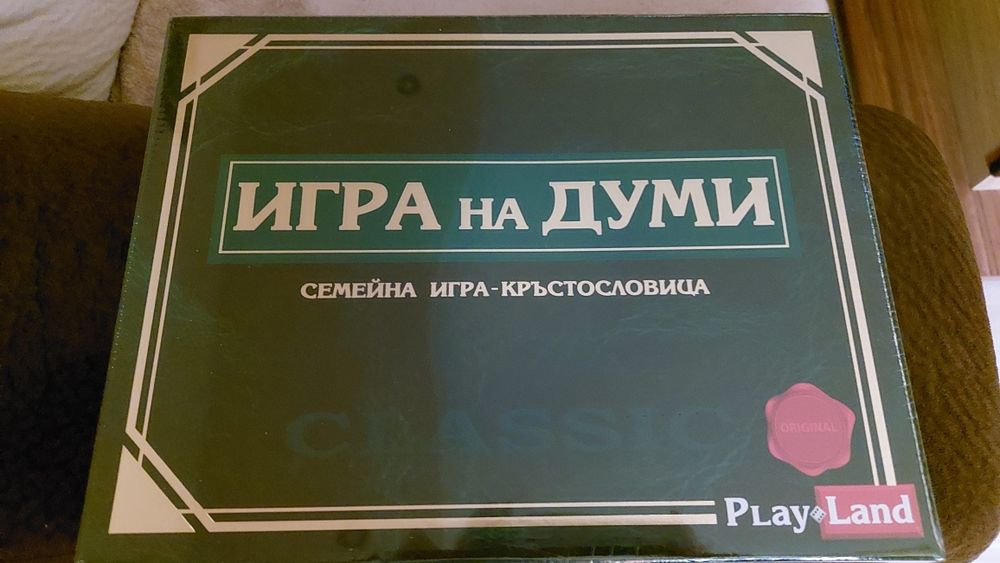 ИГРА НА ДУМИ
СЕМЕЙНА ИГРА-КРЪСТОСЛОВИЦА
CLASSIC
ORIGINAL
Play Land